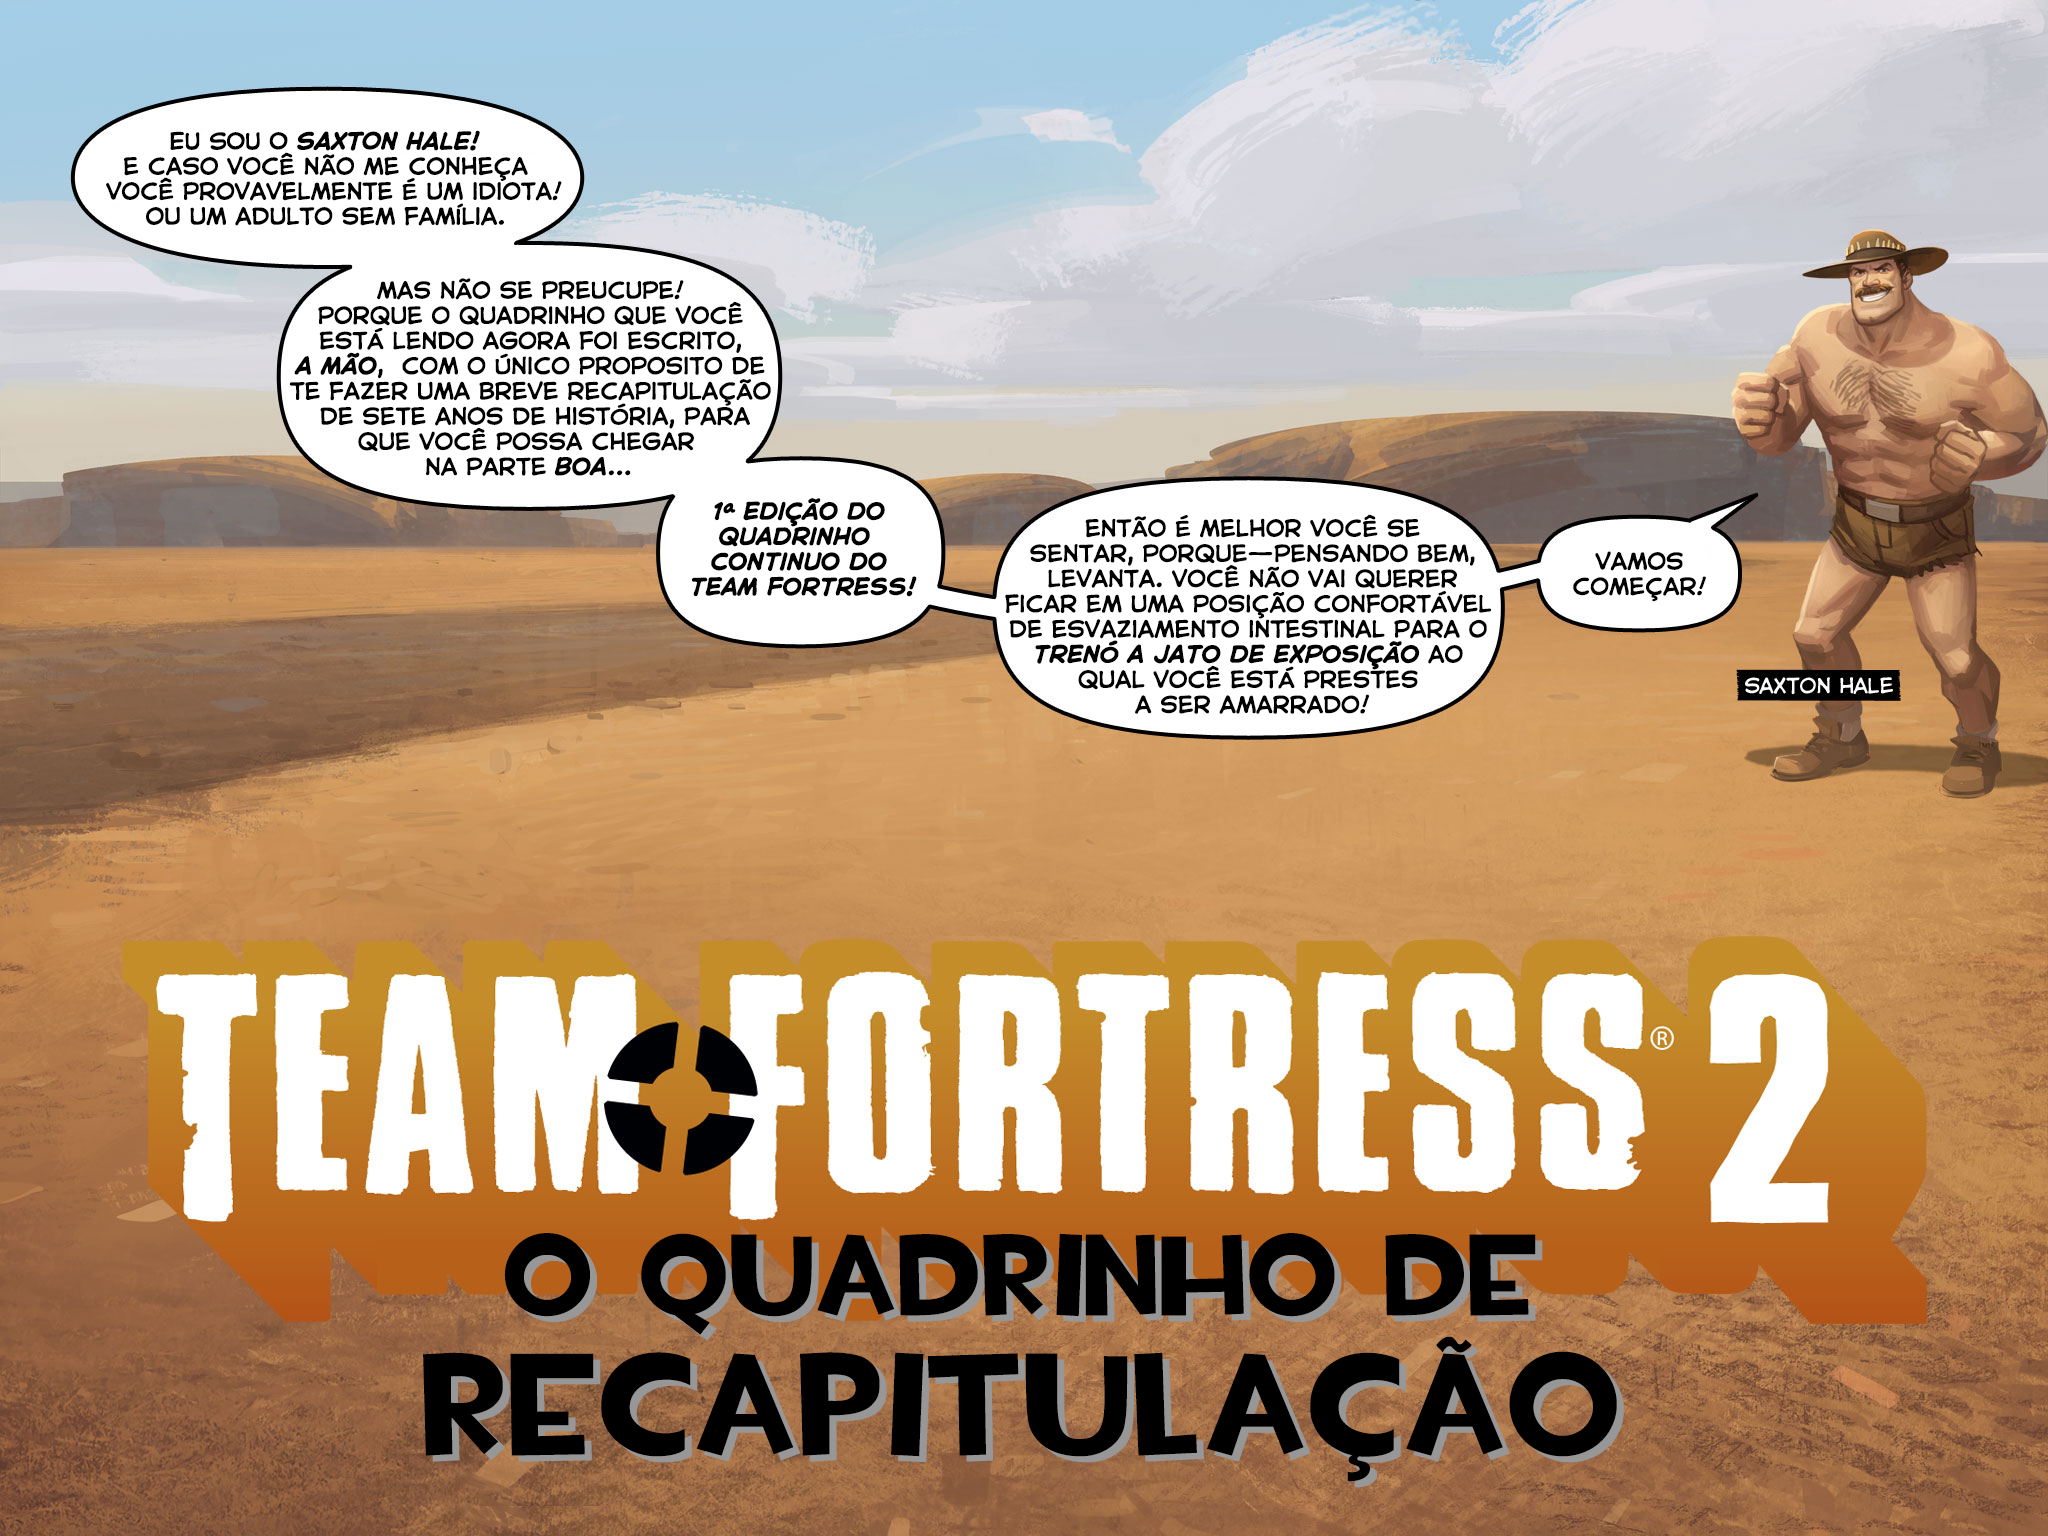 EU SOU O SAXTON HALE!
E CASO VOCÊ NÃO ME CONHEÇA
VOCÊ PROVAVELMENTE É UM IDIOTA!
OU UM ADULTO SEM FAMÍLIA.
MAS NÃO SE PREUCUPE!
PORQUE O QUADRINHO QUE VOCÊ
ESTÁ LENDO AGORA FOI ESCRITO,
A MÃO, COM O ÚNICO PROPOSITO DE
TE FAZER UMA BREVE RECAPITULAÇÃO
DE SETE ANOS DE HISTÓRIA, PARA
QUE VOCÊ POSSA CHEGAR
NA PARTE BOA...
1ª EDIÇÃO DO
QUADRINHO
CONTINUO DO
TEAM FORTRESS!
ENTÃO É MELHOR VOCÊ SE
SENTAR, PORQUE—PENSANDO BEM,
LEVANTA. VOCÊ NÃO VAI QUERER
FICAR EM UMA POSIÇÃO CONFORTÁVEL
DE ESVAZIAMENTO INTESTINAL PARA O
TRENÓ A JATO DE EXPOSIÇÃO AO
QUAL VOCÊ ESTÁ PRESTES
A SER AMARRADO!
VAMOS
COMEÇAR!
SAXTON HALE
TEAM FORTRESS® 2
O QUADRINHO DE
RECAPITULAÇÃO